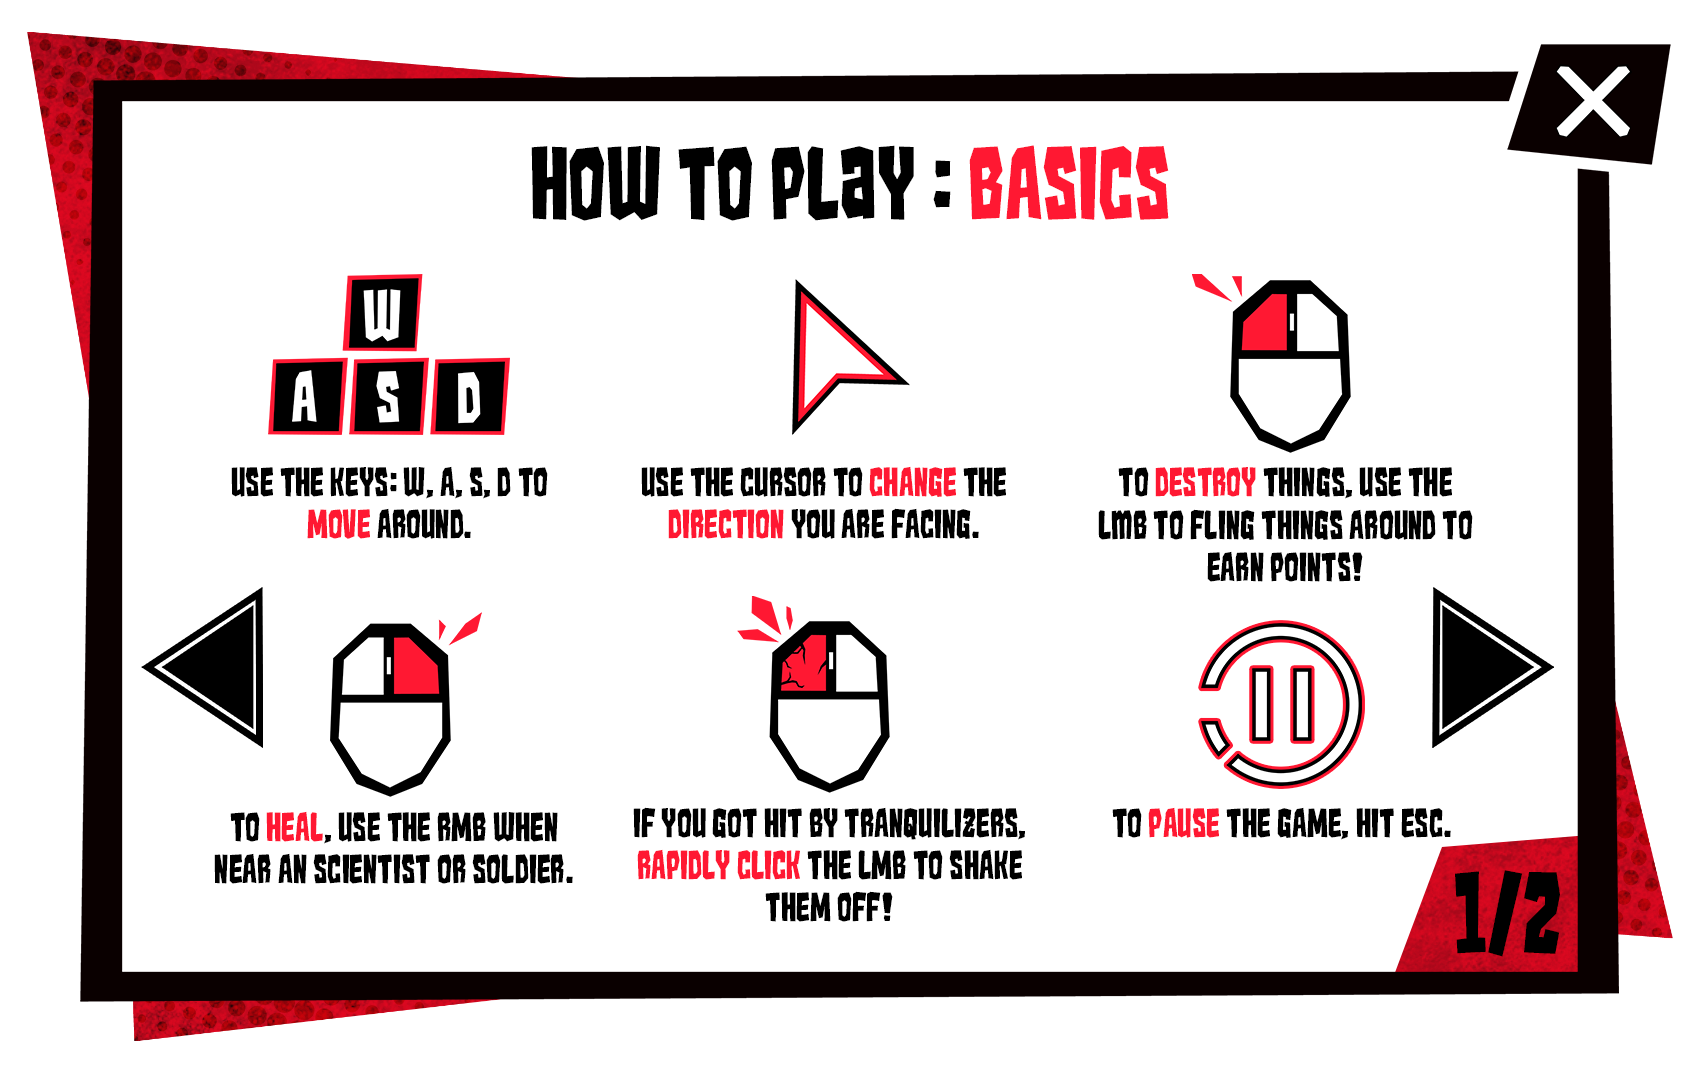 HOW TO PLAY : BASICS
W
A S D
USE THE KEYS: W, A, S, D TO
MOVE AROUND.
USE THE CURSOR TO CHANGE THE
DIRECTION YOU ARE FACING.
TO DESTROY THINGS, USE THE
LMB TO FLING THINGS AROUND TO
EARN POINTS!
TO HEAL, USE THE RMB WHEN
NEAR AN SCIENTIST OR SOLDIER.
IF YOU GOT HIT BY TRANQUILIZERS,
RAPIDLY CLICK THE LMB TO SHAKE
THEM OFF!
TO PAUSE THE GAME, HIT ESC.
1/2